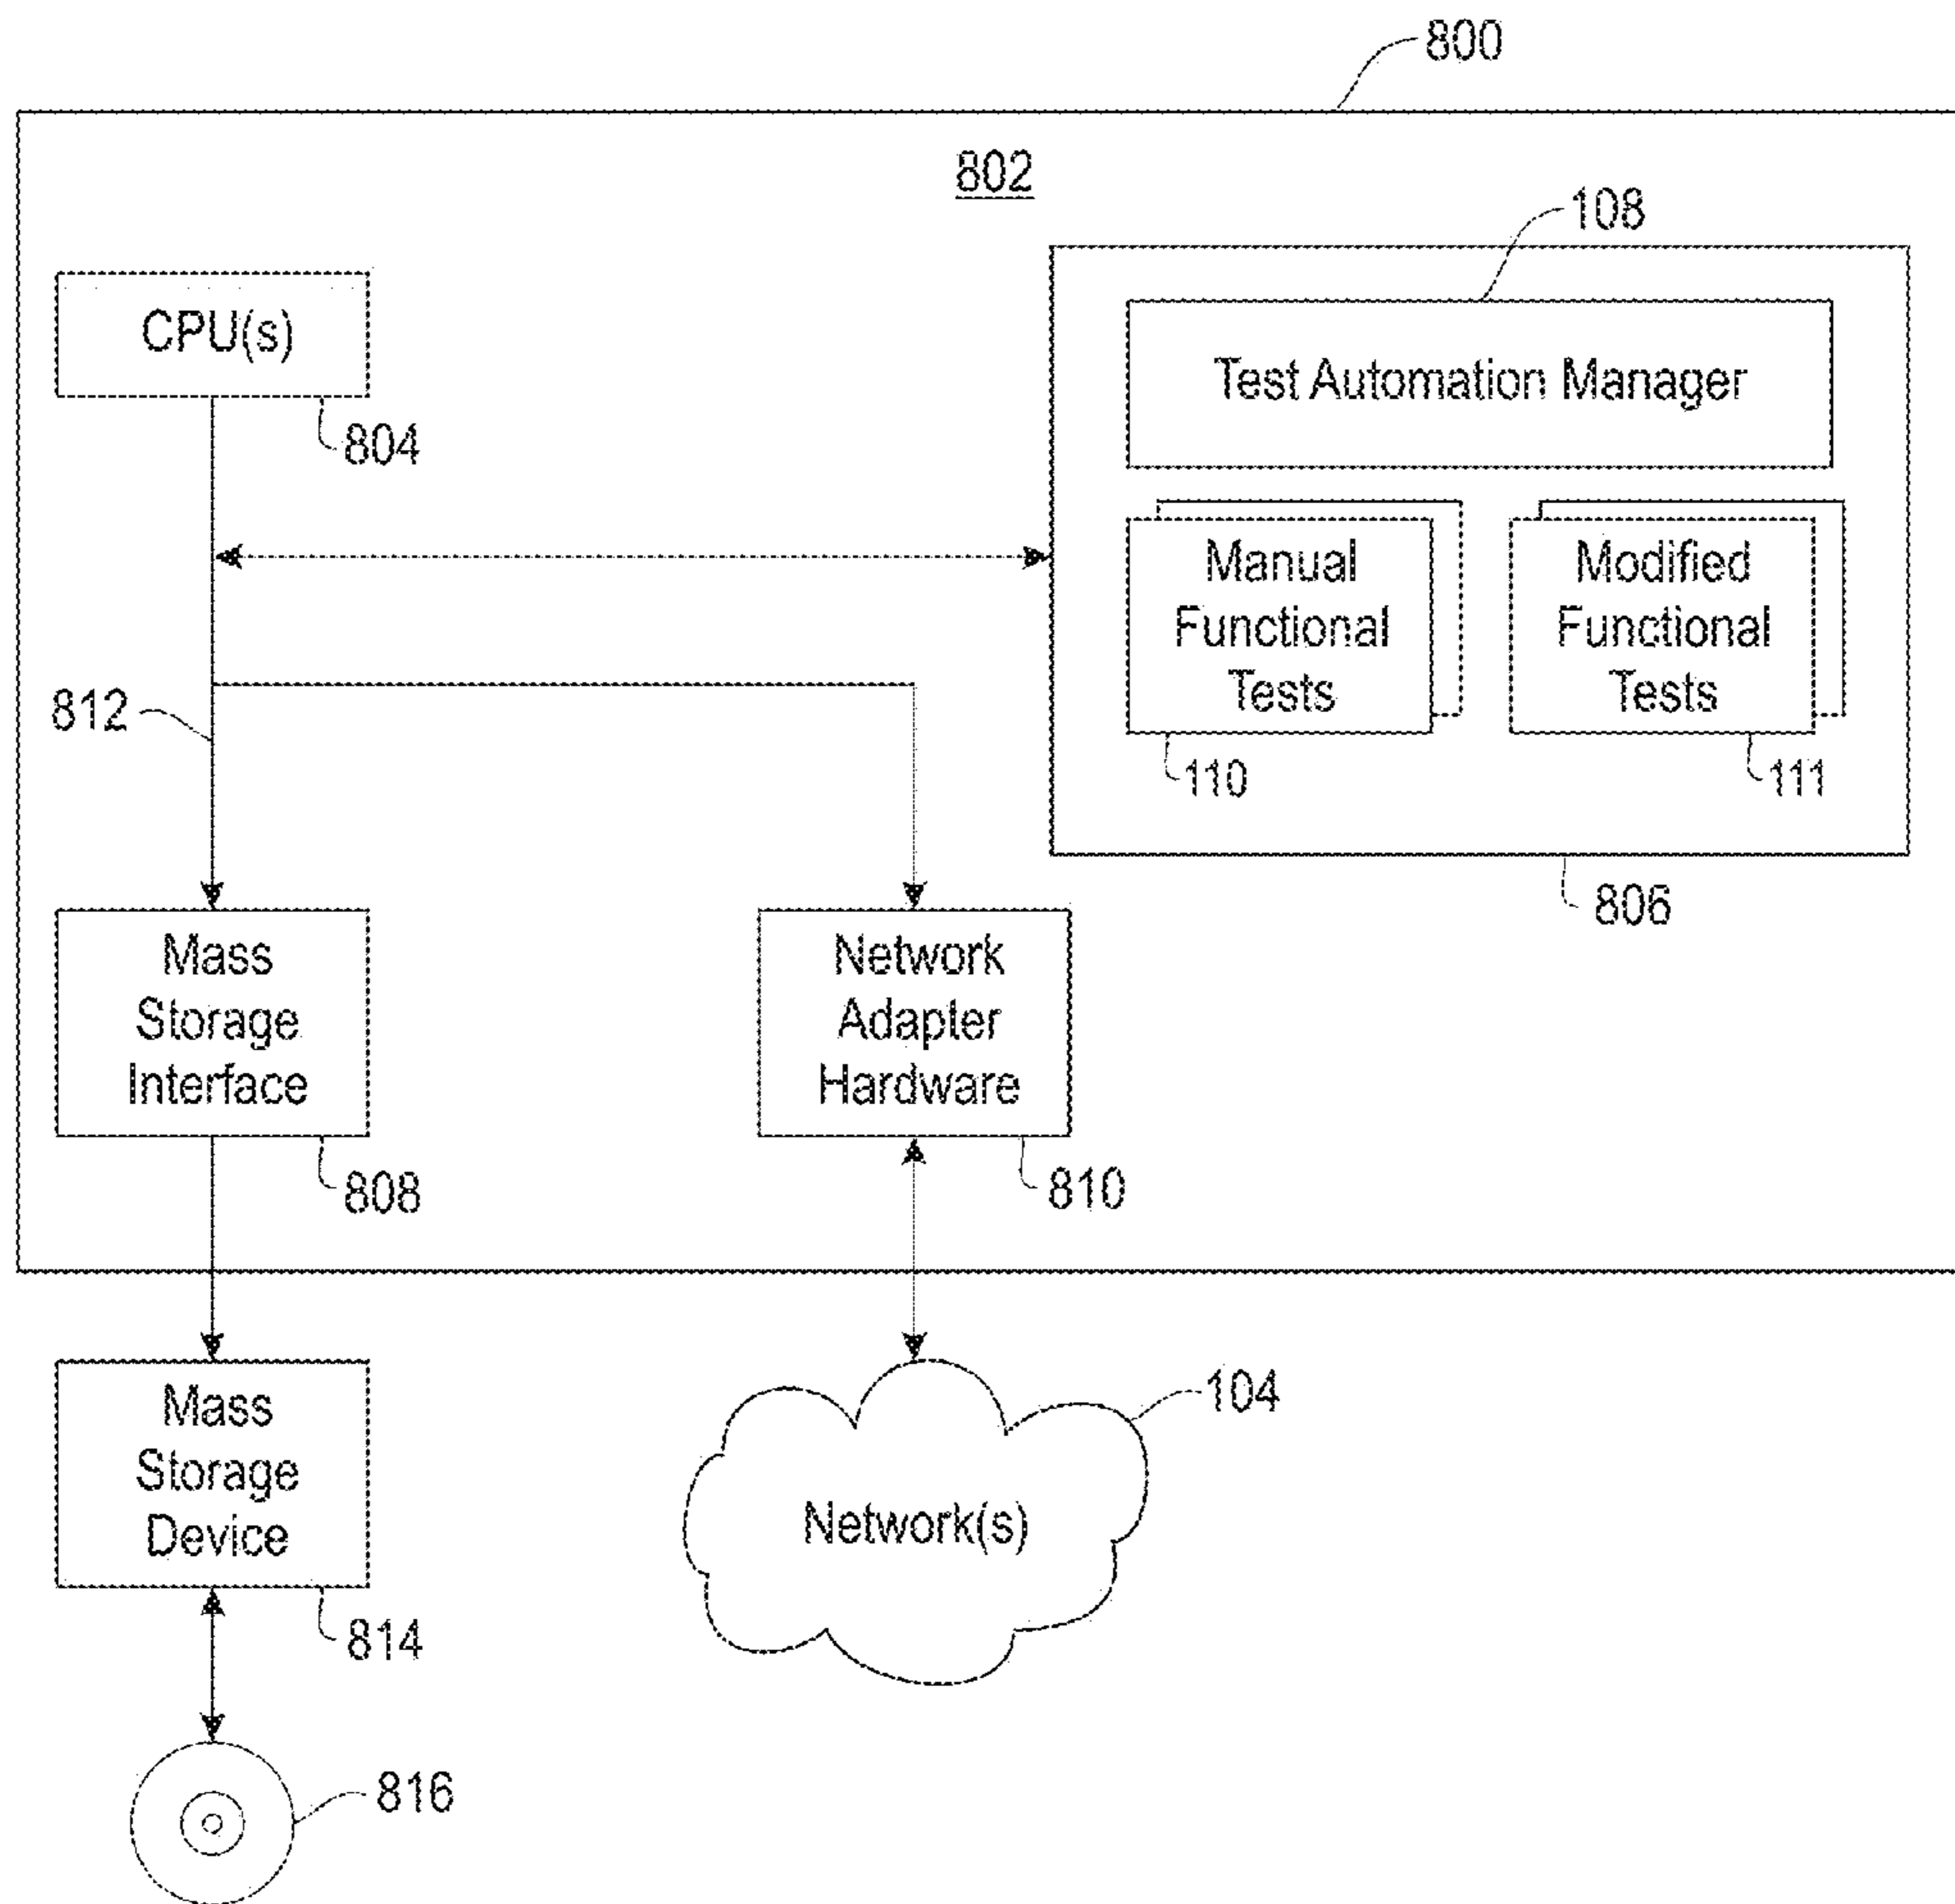 800
802
108
CPU(s)
804
Test Automation Manager
Manual
Functional
Tests
110
Modified
Functional
Tests
111
812
806
Mass
Storage
Interface
808
Network
Adapter
Hardware
810
Mass
Storage
Device
814
104
Network(s)
816